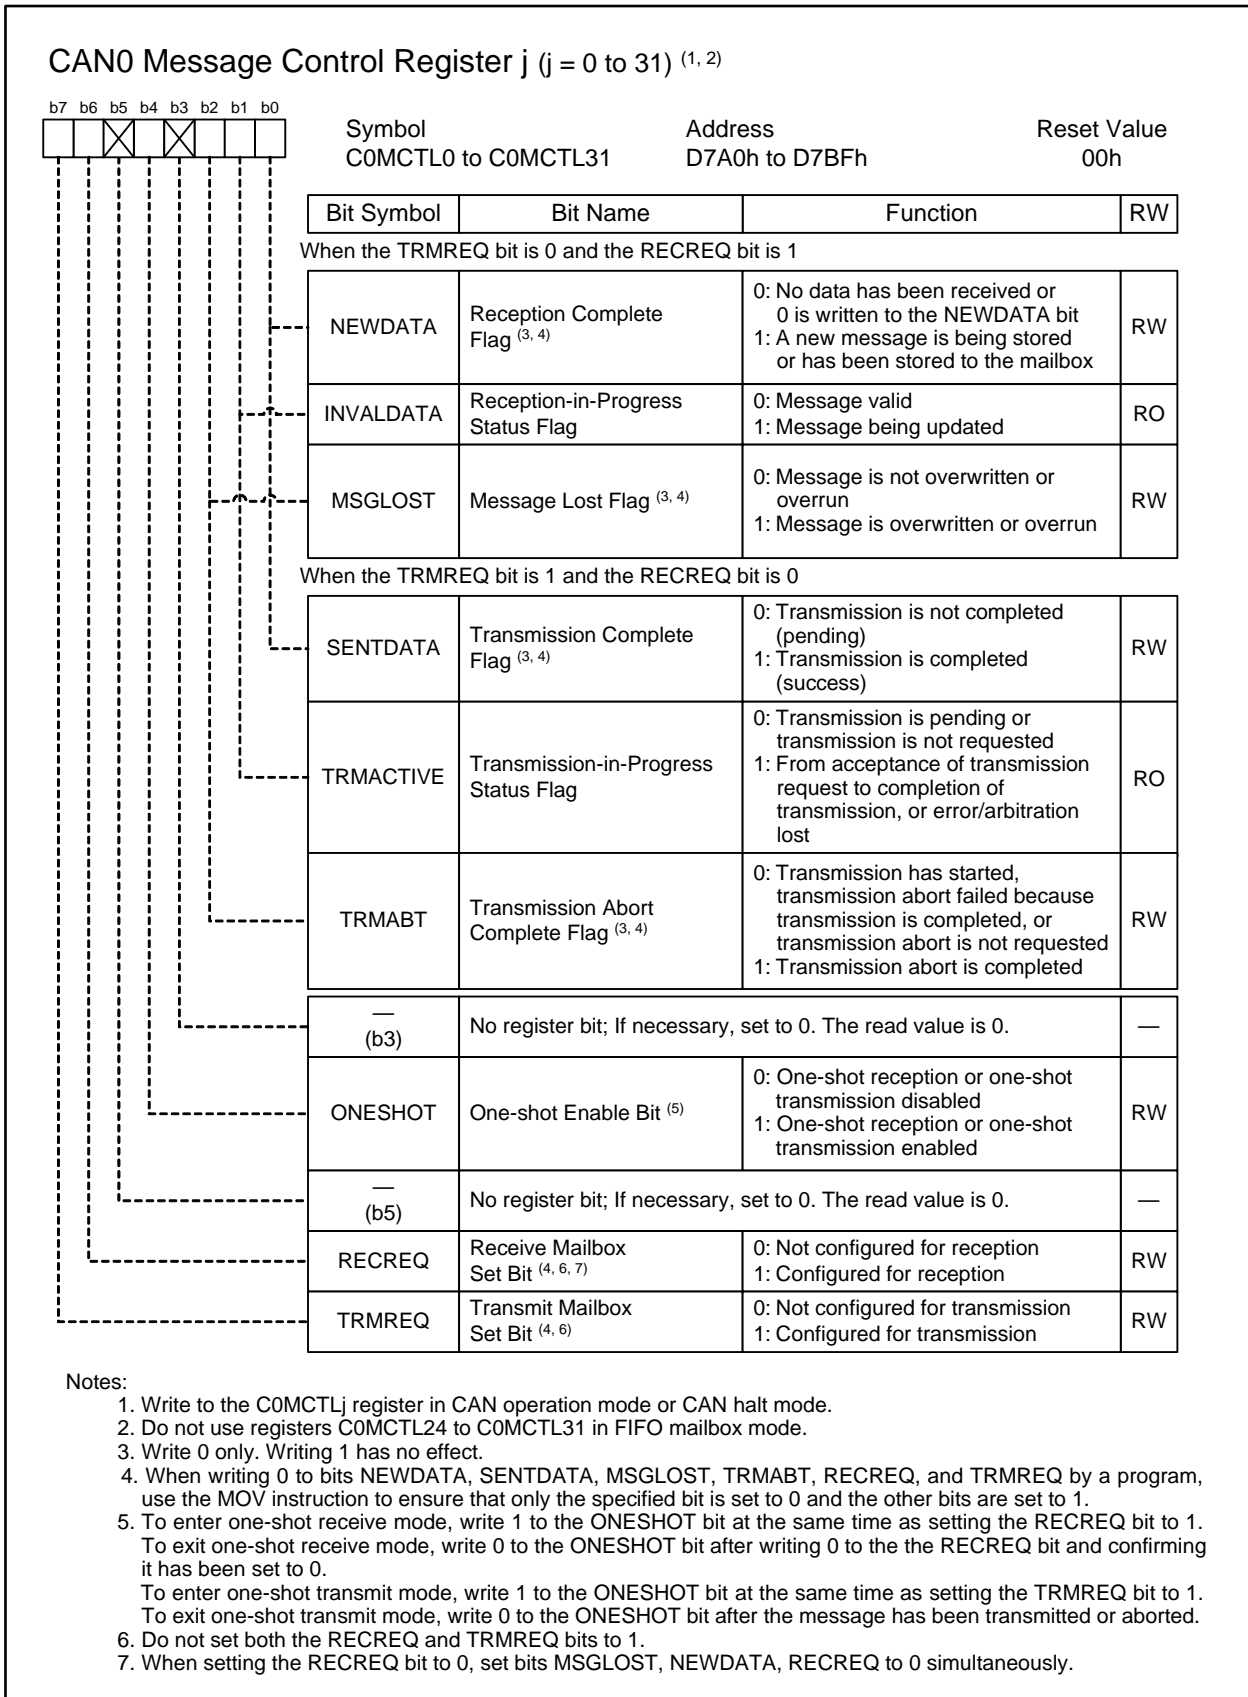 CAN0 Message Control Register j (j = 0 to 31) (1, 2)
b7 b6 b5 b4 b3 b2 b1 b0
Symbol Address Reset Value
C0MCTL0 to C0MCTL31 D7A0h to D7BFh 00h
Bit Symbol Bit Name Function RW
When the TRMREQ bit is 0 and the RECREQ bit is 1
NEWDATA
Reception Complete
Flag (3, 4)
0: No data has been received or
0 is written to the NEWDATA bit
1: A new message is being stored
or has been stored to the mailbox
RW
INVALDATA
Reception-in-Progress
Status Flag
0: Message valid
1: Message being updated
RO
MSGLOST
Message Lost Flag (3, 4)
0: Message is not overwritten or
overrun
1: Message is overwritten or overrun
RW
When the TRMREQ bit is 1 and the RECREQ bit is 0
SENTDATA
Transmission Complete
Flag (3, 4)
0: Transmission is not completed
(pending)
1: Transmission is completed
(success)
RW
TRMACTIVE
Transmission-in-Progress
Status Flag
0: Transmission is pending or
transmission is not requested
1: From acceptance of transmission
request to completion of
transmission, or error/arbitration
lost
RO
TRMABT
Transmission Abort
Complete Flag (3, 4)
0: Transmission has started,
transmission abort failed because
transmission is completed, or
transmission abort is not requested
1: Transmission abort is completed
RW
—
(b3)
No register bit; If necessary, set to 0. The read value is 0.
—
ONESHOT
One-shot Enable Bit (5)
0: One-shot reception or one-shot
transmission disabled
1: One-shot reception or one-shot
transmission enabled
RW
—
(b5)
No register bit; If necessary, set to 0. The read value is 0.
—
RECREQ
Receive Mailbox
Set Bit (4, 6, 7)
0: Not configured for reception
1: Configured for reception
RW
TRMREQ
Transmit Mailbox
Set Bit (4, 6)
0: Not configured for transmission
1: Configured for transmission
RW
Notes:
1. Write to the C0MCTLj register in CAN operation mode or CAN halt mode.
2. Do not use registers C0MCTL24 to C0MCTL31 in FIFO mailbox mode.
3. Write 0 only. Writing 1 has no effect.
4. When writing 0 to bits NEWDATA, SENTDATA, MSGLOST, TRMABT, RECREQ, and TRMREQ by a program,
use the MOV instruction to ensure that only the specified bit is set to 0 and the other bits are set to 1.
5. To enter one-shot receive mode, write 1 to the ONESHOT bit at the same time as setting the RECREQ bit to 1.
To exit one-shot receive mode, write 0 to the ONESHOT bit after writing 0 to the the RECREQ bit and confirming
it has been set to 0.
To enter one-shot transmit mode, write 1 to the ONESHOT bit at the same time as setting the TRMREQ bit to 1.
To exit one-shot transmit mode, write 0 to the ONESHOT bit after the message has been transmitted or aborted.
6. Do not set both the RECREQ and TRMREQ bits to 1.
7. When setting the RECREQ bit to 0, set bits MSGLOST, NEWDATA, RECREQ to 0 simultaneously.